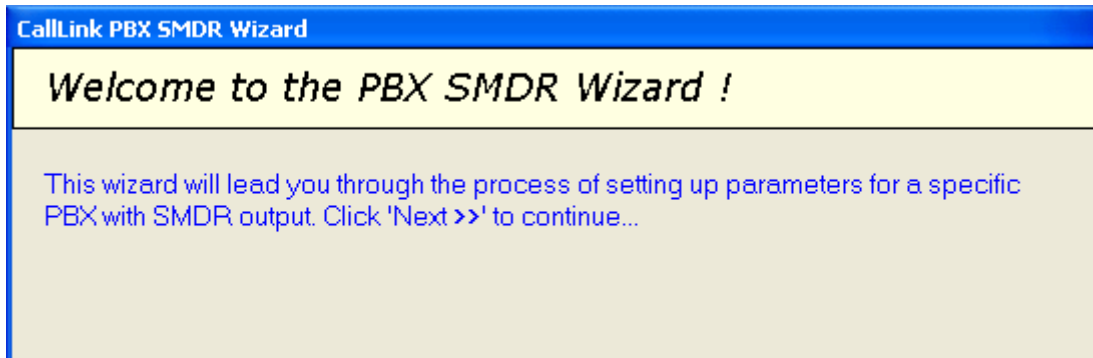 CallLink PBX SMDR Wizard
Welcome to the PBX SMDR Wizard !
This wizard will lead you through the process of setting up parameters for a specific
PBX with SMDR output. Click 'Next >>' to continue...